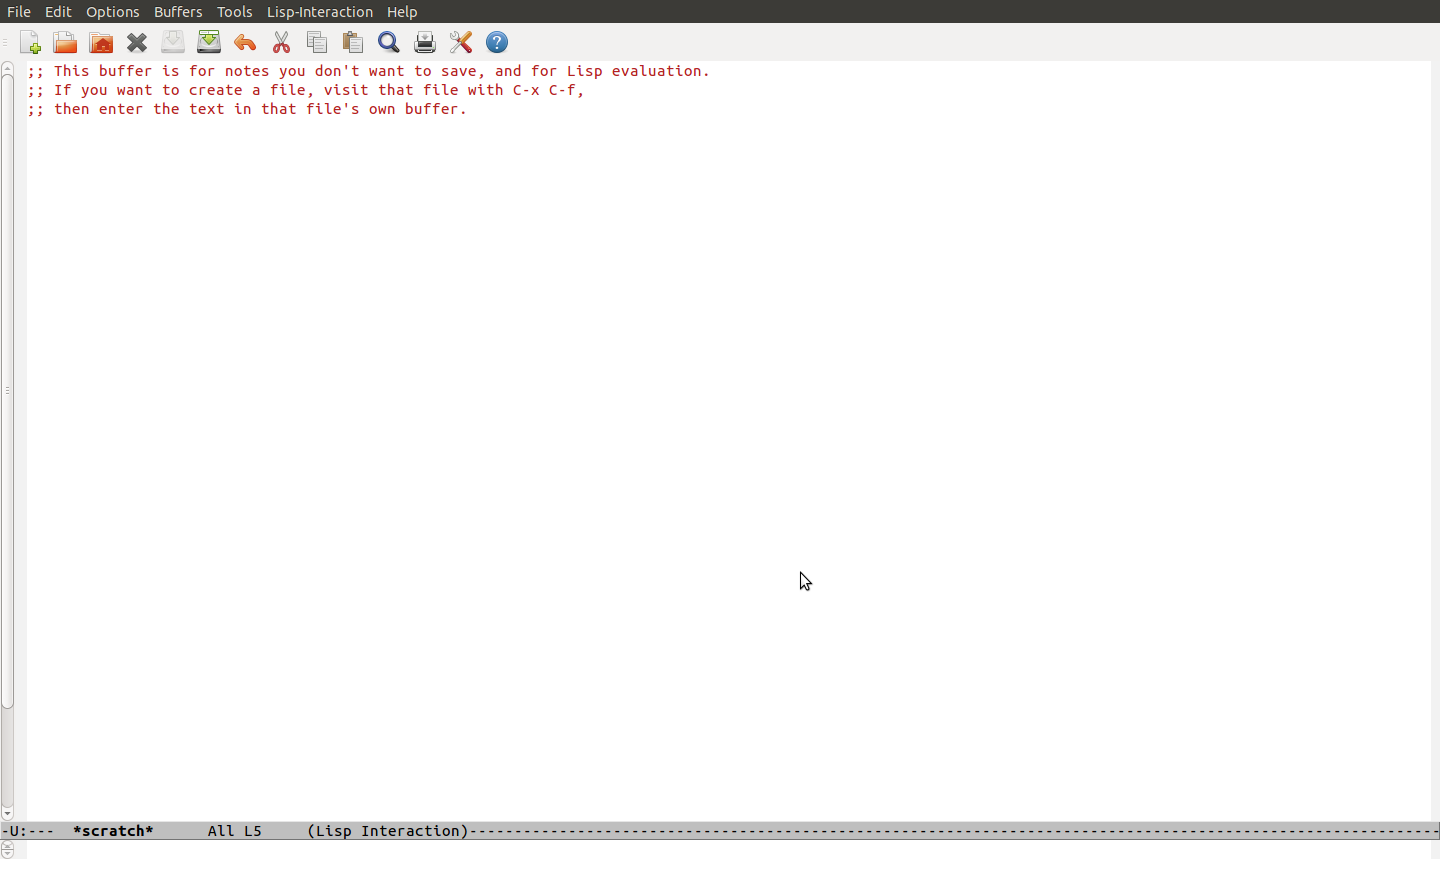 File Edit Options Buffers Tools Lisp-Interaction Help
;; This buffer is for notes you don't want to save, and for Lisp evaluation.
;; If you want to create a file, visit that file with C-x C-f,
;; then enter the text in that file's own buffer.
-U:--- *scratch* All L5 (Lisp Interaction)------------------------------------------------------------------------------------------------------------